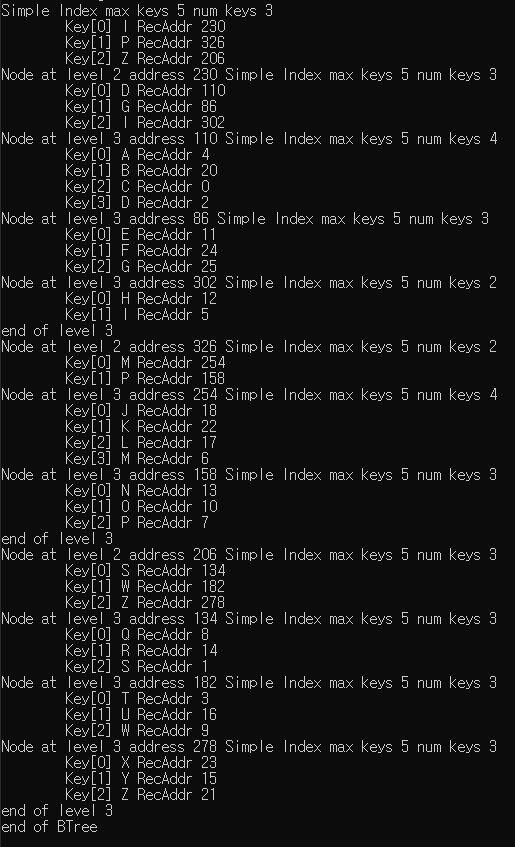 Simple Index max keys 5 num keys 3
Key[0] I RecAddr 230
Key[1] P RecAddr 326
Key[2] Z RecAddr 206
Node at level 2 address 230 Simple Index max keys 5 num keys 3
Key[0] D RecAddr 110
Key[1] G RecAddr 86
Key[2] I RecAddr 302
Node at level 3 address 110 Simple Index max keys 5 num keys 4
Key[0] A RecAddr 4
Key[1] B RecAddr 20
Key[2] C RecAddr 0
Key[3] D RecAddr 2
Node at level 3 address 86 Simple Index max keys 5 num keys 3
Key[0] E RecAddr 11
Key[1] F RecAddr 24
Key[2] G RecAddr 25
Node at level 3 address 302 Simple Index max keys 5 num keys 2
Key[0] H RecAddr 12
Key[1] I RecAddr 5
end of level 3
Node at level 2 address 326 Simple Index max keys 5 num keys 2
Key[0] M RecAddr 254
Key[1] P RecAddr 158
Node at level 3 address 254 Simple Index max keys 5 num keys 4
Key[0] J RecAddr 18
Key[1] K RecAddr 22
Key[2] L RecAddr 17
Key[3] M RecAddr 6
Node at level 3 address 158 Simple Index max keys 5 num keys 3
Key[0] N RecAddr 13
Key[1] O RecAddr 10
Key[2] P RecAddr 7
end of level 3
Node at level 2 address 206 Simple Index max keys 5 num keys 3
Key[0] S RecAddr 134
Key[1] W RecAddr 182
Key[2] Z RecAddr 278
Node at level 3 address 134 Simple Index max keys 5 num keys 3
Key[0] Q RecAddr 8
Key[1] R RecAddr 14
Key[2] S RecAddr 1
Node at level 3 address 182 Simple Index max keys 5 num keys 3
Key[0] T RecAddr 3
Key[1] U RecAddr 16
Key[2] W RecAddr 9
Node at level 3 address 278 Simple Index max keys 5 num keys 3
Key[0] X RecAddr 23
Key[1] Y RecAddr 15
Key[2] Z RecAddr 21
end of level 3
end of BTree